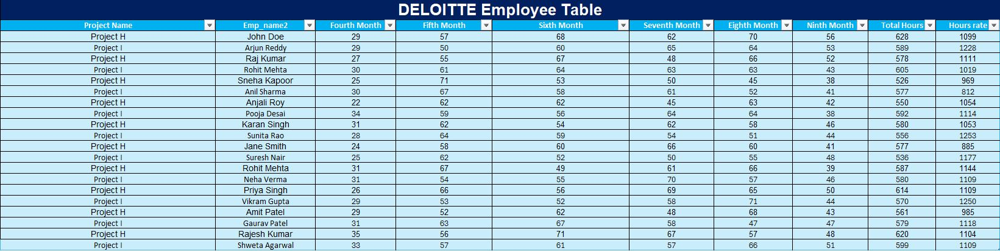 DELOITTE Employee Table
Project Name Emp_name2 Fourth Month Fifth Month Sixth Month Seventh Month Eighth Month Ninth Month Total Hours Hours rate
Project H John Doe 29 57 68 62 70 56 628 1099
Project I Arjun Reddy 29 50 60 65 64 53 589 1228
Project H Raj Kumar 27 55 67 48 66 52 578 1111
Project I Rohit Mehta 30 61 64 63 63 43 605 1019
Project H Sneha Kapoor 25 71 53 50 45 38 526 969
Project I Anil Sharma 30 67 58 61 52 41 577 812
Project H Anjali Roy 22 62 62 45 63 42 550 1054
Project I Pooja Desai 34 59 56 64 64 38 592 1114
Project H Karan Singh 31 62 54 62 58 46 580 1053
Project I Sunita Rao 28 64 59 54 51 44 556 1253
Project H Jane Smith 24 58 60 66 60 41 577 885
Project I Suresh Nair 25 62 52 50 55 48 536 1177
Project H Rohit Mehta 31 67 49 61 66 39 587 1144
Project I Neha Verma 31 54 55 70 57 46 580 1109
Project H Priya Singh 26 66 56 69 65 50 614 1109
Project I Vikram Gupta 29 53 52 58 71 44 570 1250
Project H Amit Patel 29 52 62 48 68 43 561 985
Project I Gaurav Patel 31 63 67 58 47 47 579 1118
Project H Rajesh Kumar 35 56 71 67 57 48 620 1104
Project I Shweta Agarwal 33 57 61 57 66 51 599 1109